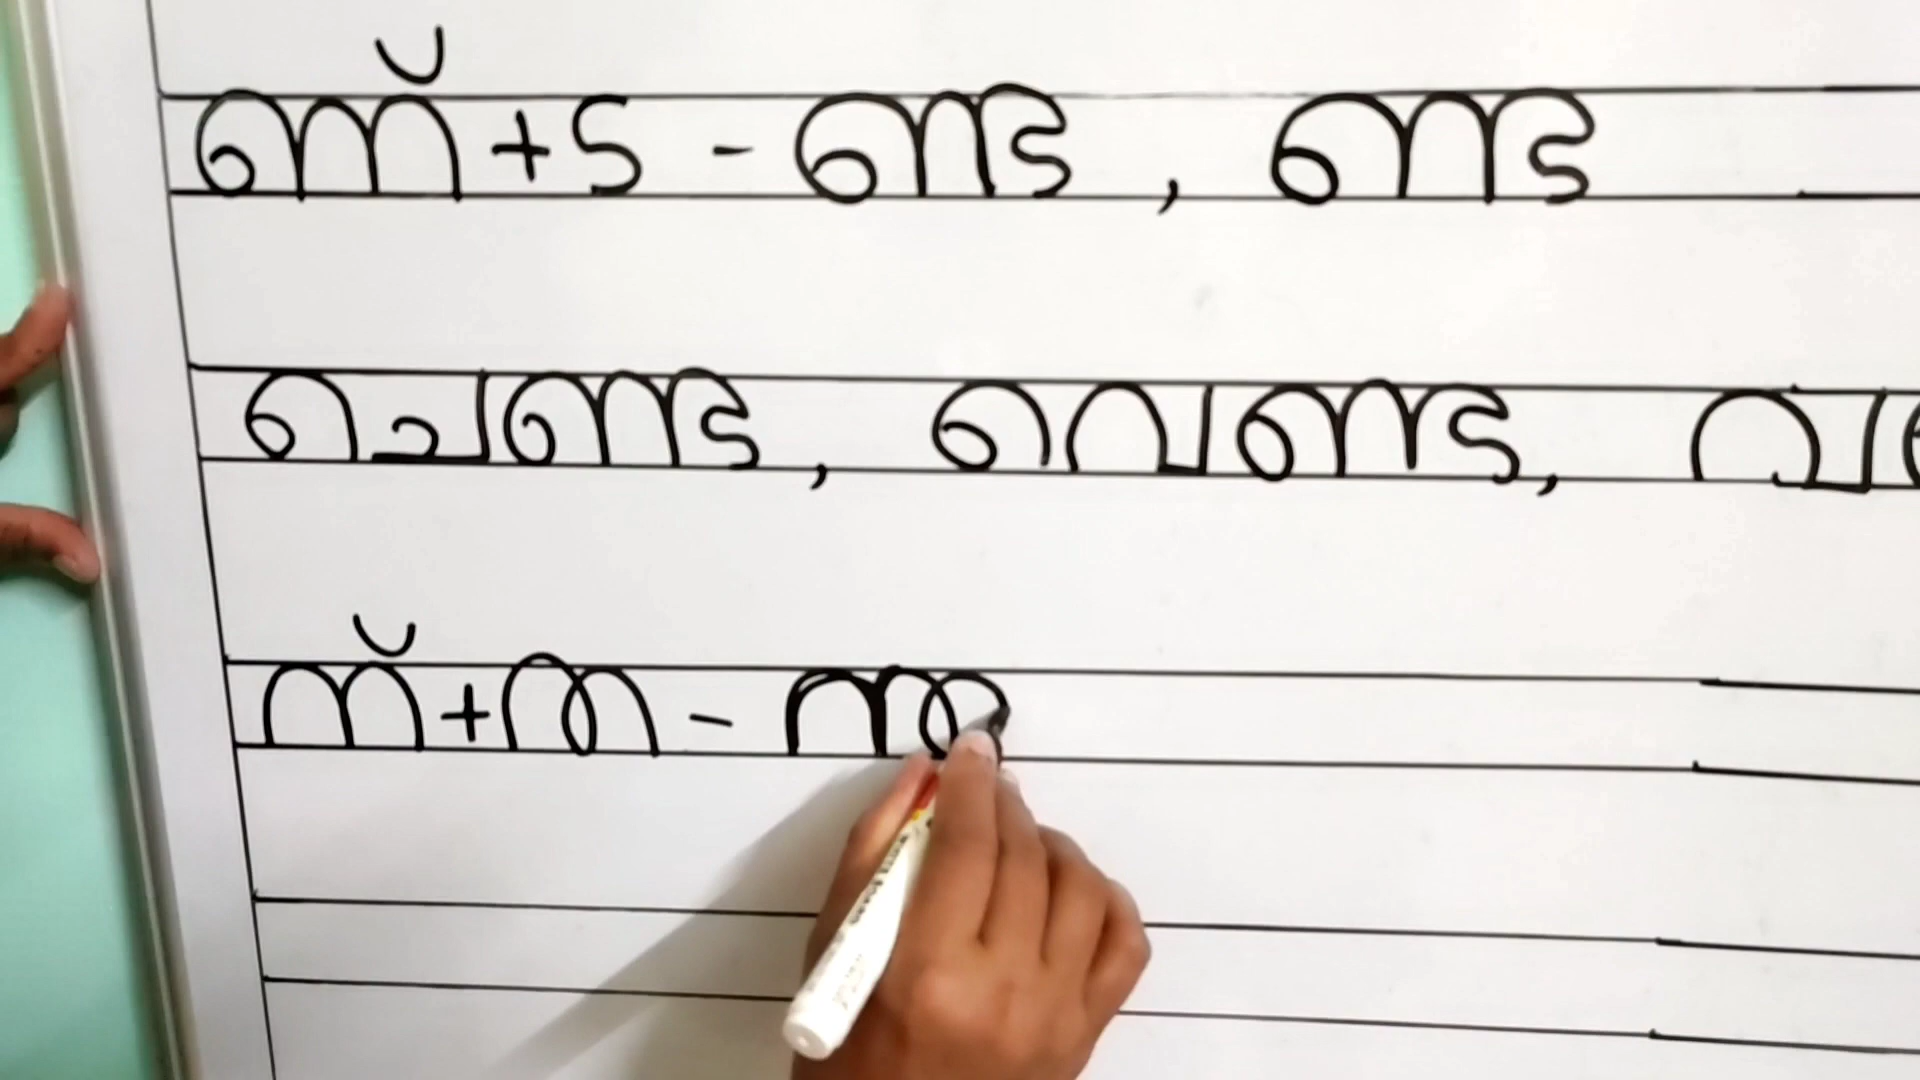 ണ് + ട - ണ്ട , ണ്ട
ചെണ്ട, വെണ്ട,
ന് + ത - ന്ത